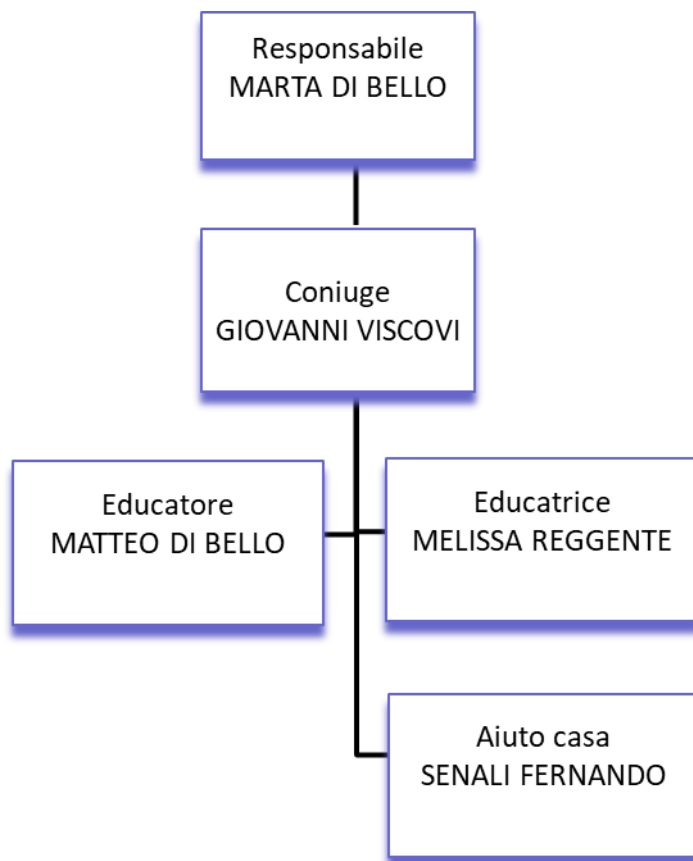 Responsabile
MARTA DI BELLO
Coniuge
GIOVANNI VISCOVI
Educatore
MATTEO DI BELLO
Educatrice
MELISSA REGGENTE
Aiuto casa
SENALI FERNANDO